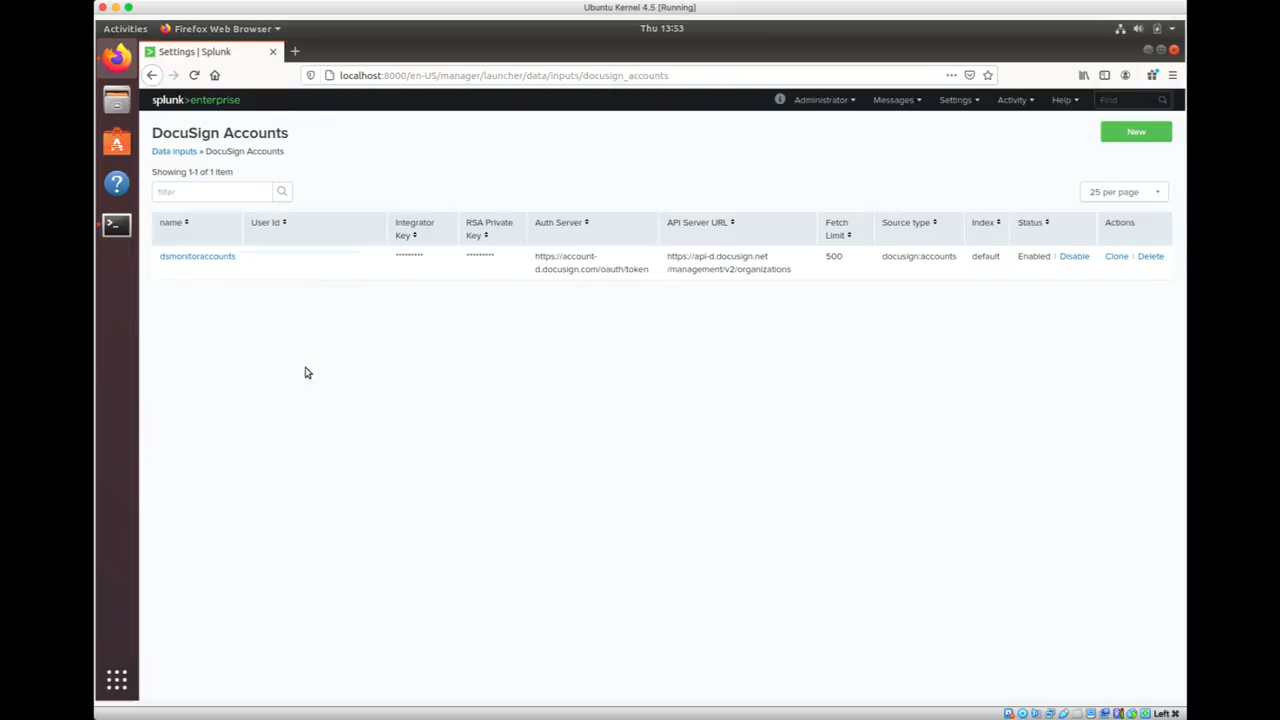 Ubuntu Kernel 4.5 [Running]
Activities Firefox Web Browser Thu 13:53
Settings | Splunk
localhost:8000/en-US/manager/launcher/data/inputs/docusign_accounts
splunk>enterprise Administrator Messages Settings Activity Help Find
DocuSign Accounts New
Data inputs » DocuSign Accounts
Showing 1-1 of 1 item
filter 25 per page
name User Id Integrator Key RSA Private Key Auth Server API Server URL Fetch Limit Source type Index Status Actions
dsmonitoraccounts ********* ********* https://account-d.docusign.com/oauth/token https://api-d.docusign.net/management/v2/organizations 500 docusign:accounts default Enabled | Disable Clone | Delete
Left ⌘